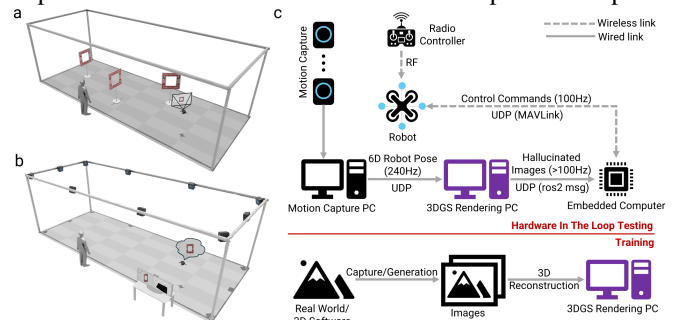 a
b
c
Motion Capture
Radio
Controller
RF
Robot
Wireless link
Wired link
Control Commands (100Hz)
UDP (MAVLink)
6D Robot Pose
(240Hz)
UDP
Hallucinated
Images (>100Hz)
UDP (ros2 msg)
Motion Capture PC
3DGS Rendering PC
Embedded Computer
Hardware In The Loop Testing
Training
Capture/Generation
3D
Reconstruction
Real World/
3D Software
Images
3DGS Rendering PC